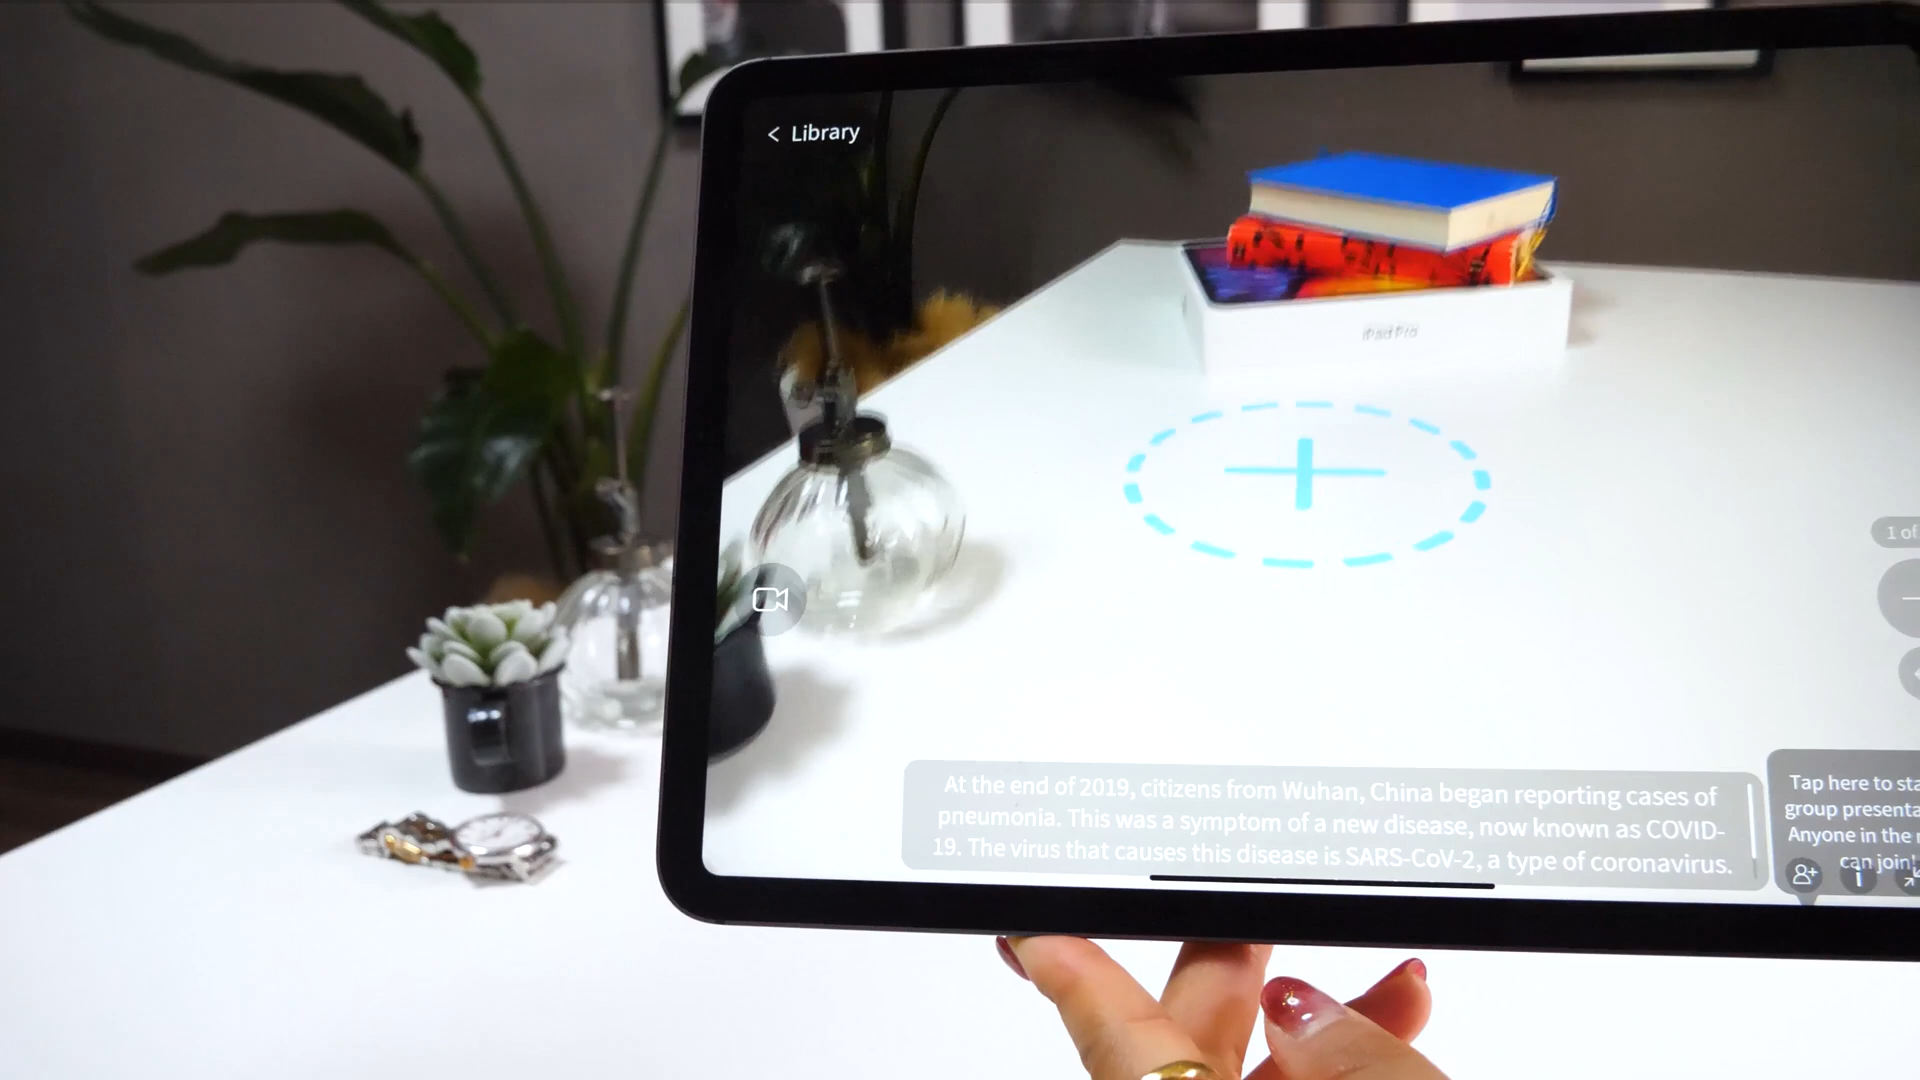 < Library
iPad Pro
1 of
At the end of 2019, citizens from Wuhan, China began reporting cases of
pneumonia. This was a symptom of a new disease, now known as COVID-
19. The virus that causes this disease is SARS-CoV-2, a type of coronavirus.
Tap here to sta
group presenta
Anyone in the r
can join!